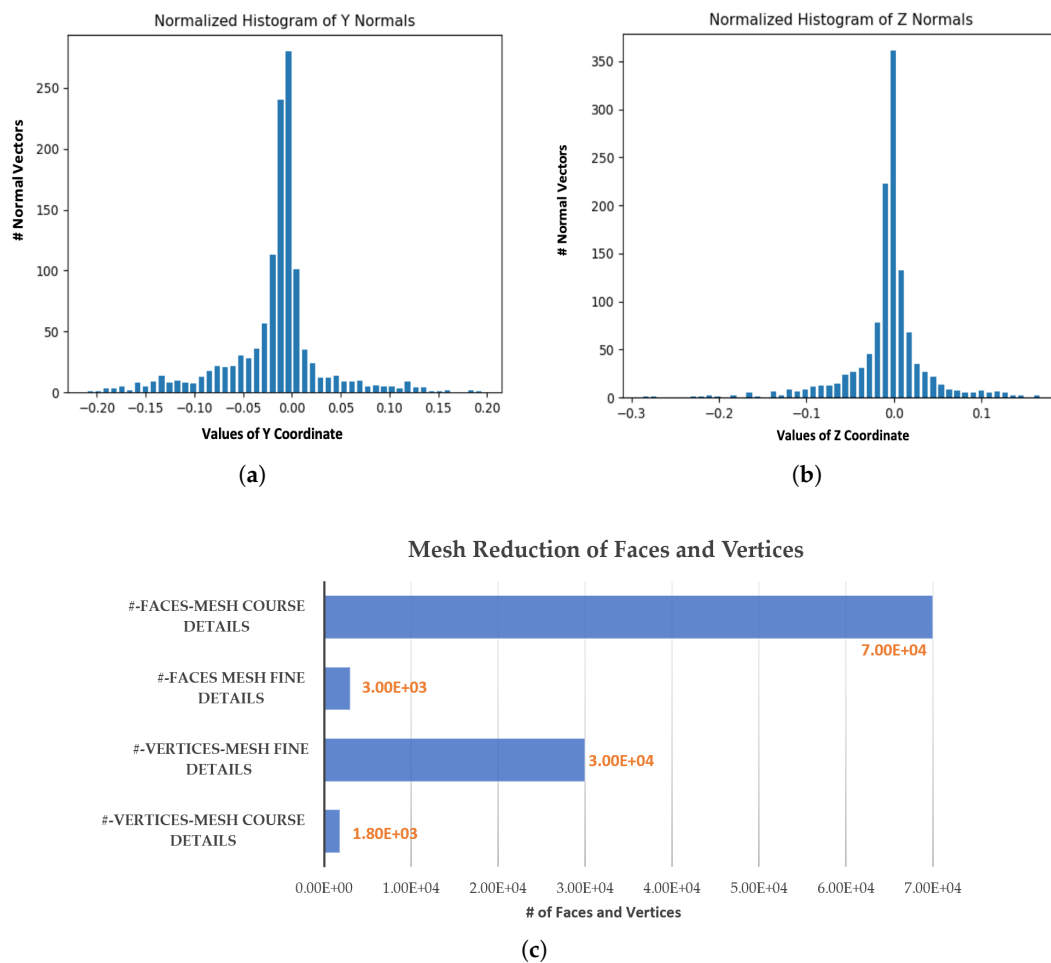 Normalized Histogram of Y Normals
# Normal Vectors
250
200
150
100
50
0
−0.20 −0.15 −0.10 −0.05 0.00 0.05 0.10 0.15 0.20
Values of Y Coordinate
(a)
Normalized Histogram of Z Normals
# Normal Vectors
350
300
250
200
150
100
50
0
−0.3 −0.2 −0.1 0.0 0.1
Values of Z Coordinate
(b)
Mesh Reduction of Faces and Vertices
#-FACES-MESH COURSE
DETAILS
7.00E+04
#-FACES MESH FINE
DETAILS
3.00E+03
#-VERTICES-MESH FINE
DETAILS
3.00E+04
#-VERTICES-MESH COURSE
DETAILS
1.80E+03
0.00E+00 1.00E+04 2.00E+04 3.00E+04 4.00E+04 5.00E+04 6.00E+04 7.00E+04
# of Faces and Vertices
(c)